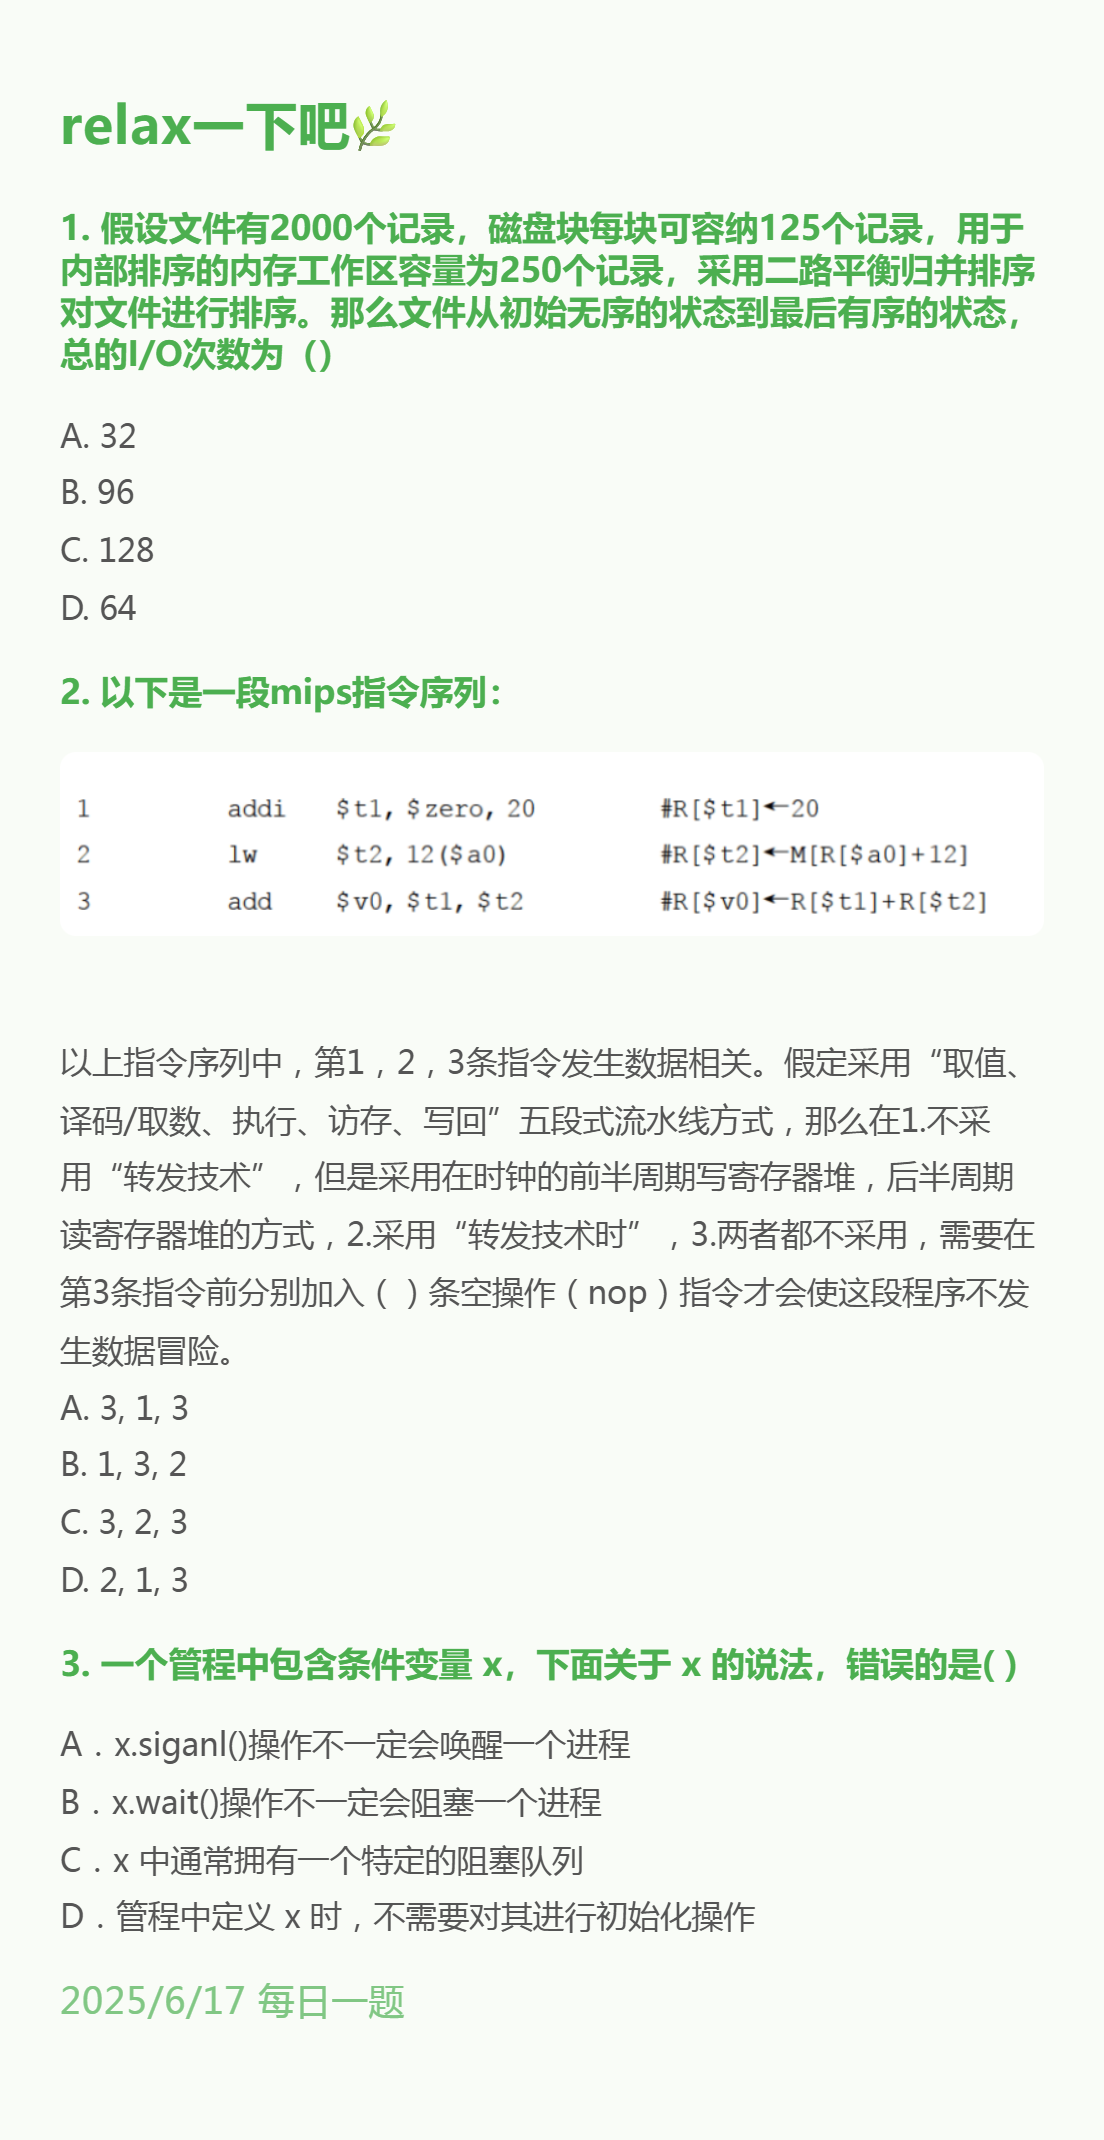 relax一下吧🌿
1. 假设文件有2000个记录，磁盘块每块可容纳125个记录，用于
内部排序的内存工作区容量为250个记录，采用二路平衡归并排序
对文件进行排序。那么文件从初始无序的状态到最后有序的状态，
总的I/O次数为（）
A. 32
B. 96
C. 128
D. 64
2. 以下是一段mips指令序列：
1 addi $t1, $zero, 20 #R[$t1]←20
2 lw $t2, 12($a0) #R[$t2]←M[R[$a0]+12]
3 add $v0, $t1, $t2 #R[$v0]←R[$t1]+R[$t2]
以上指令序列中，第1，2，3条指令发生数据相关。假定采用“取值、
译码/取数、执行、访存、写回”五段式流水线方式，那么在1.不采
用“转发技术”，但是采用在时钟的前半周期写寄存器堆，后半周期
读寄存器堆的方式，2.采用“转发技术时”，3.两者都不采用，需要在
第3条指令前分别加入（ ）条空操作（nop）指令才会使这段程序不发
生数据冒险。
A. 3, 1, 3
B. 1, 3, 2
C. 3, 2, 3
D. 2, 1, 3
3. 一个管程中包含条件变量 x，下面关于 x 的说法，错误的是( )
A．x.siganl()操作不一定会唤醒一个进程
B．x.wait()操作不一定会阻塞一个进程
C．x 中通常拥有一个特定的阻塞队列
D．管程中定义 x 时，不需要对其进行初始化操作
2025/6/17 每日一题